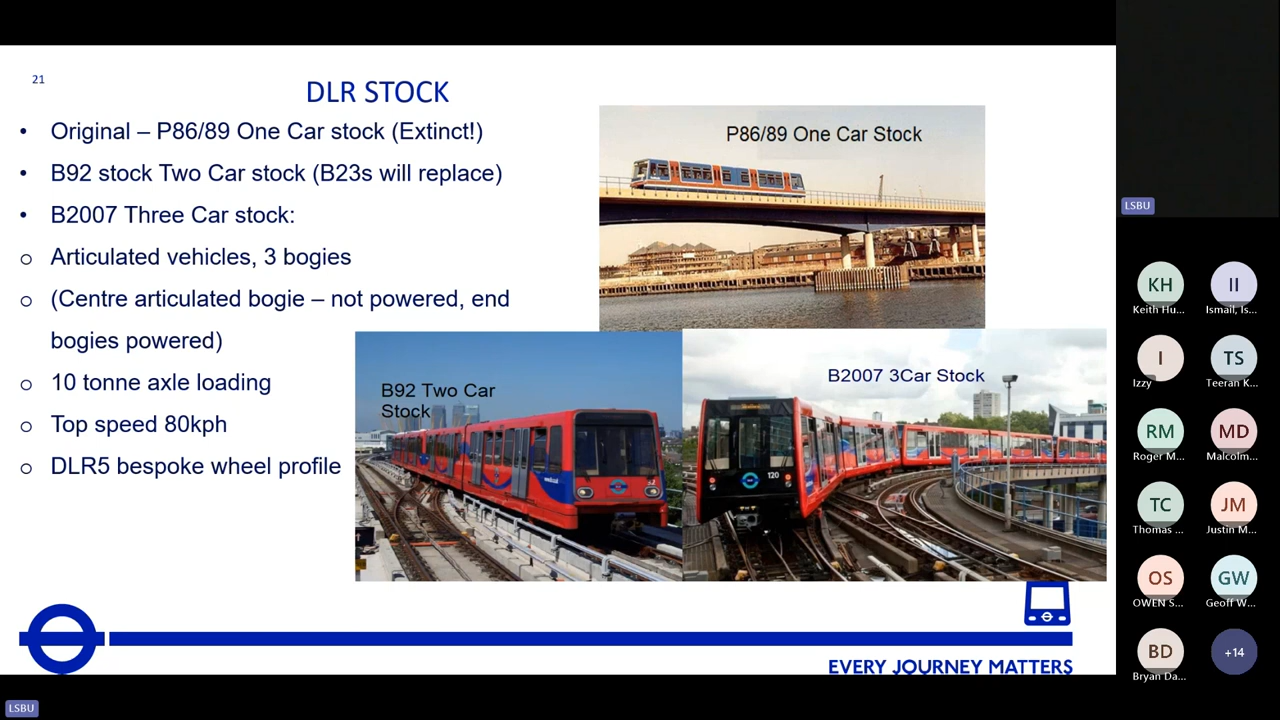 21
DLR STOCK
• Original – P86/89 One Car stock (Extinct!)
• B92 stock Two Car stock (B23s will replace)
• B2007 Three Car stock:
o Articulated vehicles, 3 bogies
o (Centre articulated bogie – not powered, end
bogies powered)
o 10 tonne axle loading
o Top speed 80kph
o DLR5 bespoke wheel profile
P86/89 One Car Stock
B92 Two Car
Stock
B2007 3Car Stock
120
EVERY JOURNEY MATTERS
LSBU
LSBU
KH
Keith Hu...
II
Ismail, Is...
I
Izzy
TS
Teeran K...
RM
Roger M...
MD
Malcolm...
TC
Thomas ...
JM
Justin M...
OS
OWEN S...
GW
Geoff W...
BD
Bryan Da...
+14